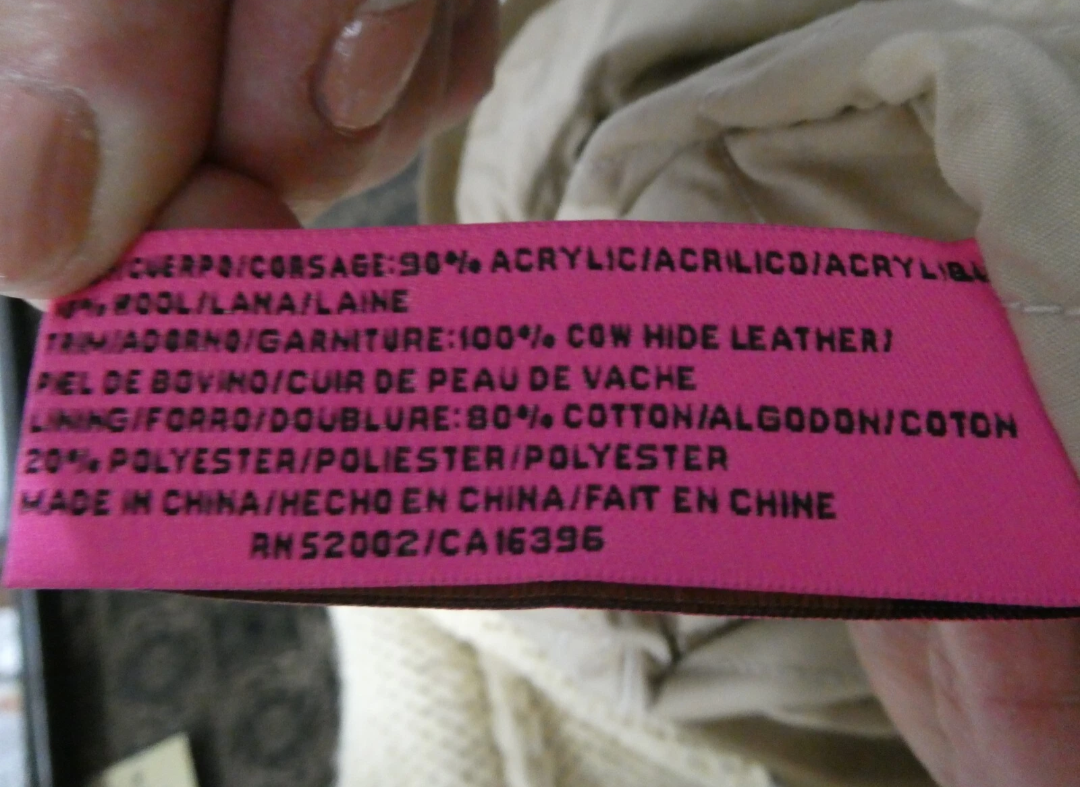 /CUERPO/CORSAGE:90% ACRYLIC/ACRILICO/
10% WOOL/LANA/LAINE
TRIM/ADORNO/GARNITURE:100% COW HIDE LEATHER/
PIEL DE BOVINO/CUIR DE PEAU DE VACHE
LINING/FORRO/DOUBLURE:80% COTTON/ALGODON/COTON
20% POLYESTER/POLIESTER/POLYESTER
MADE IN CHINA/HECHO EN CHINA/FAIT EN CHINE
RN52002/CA16396